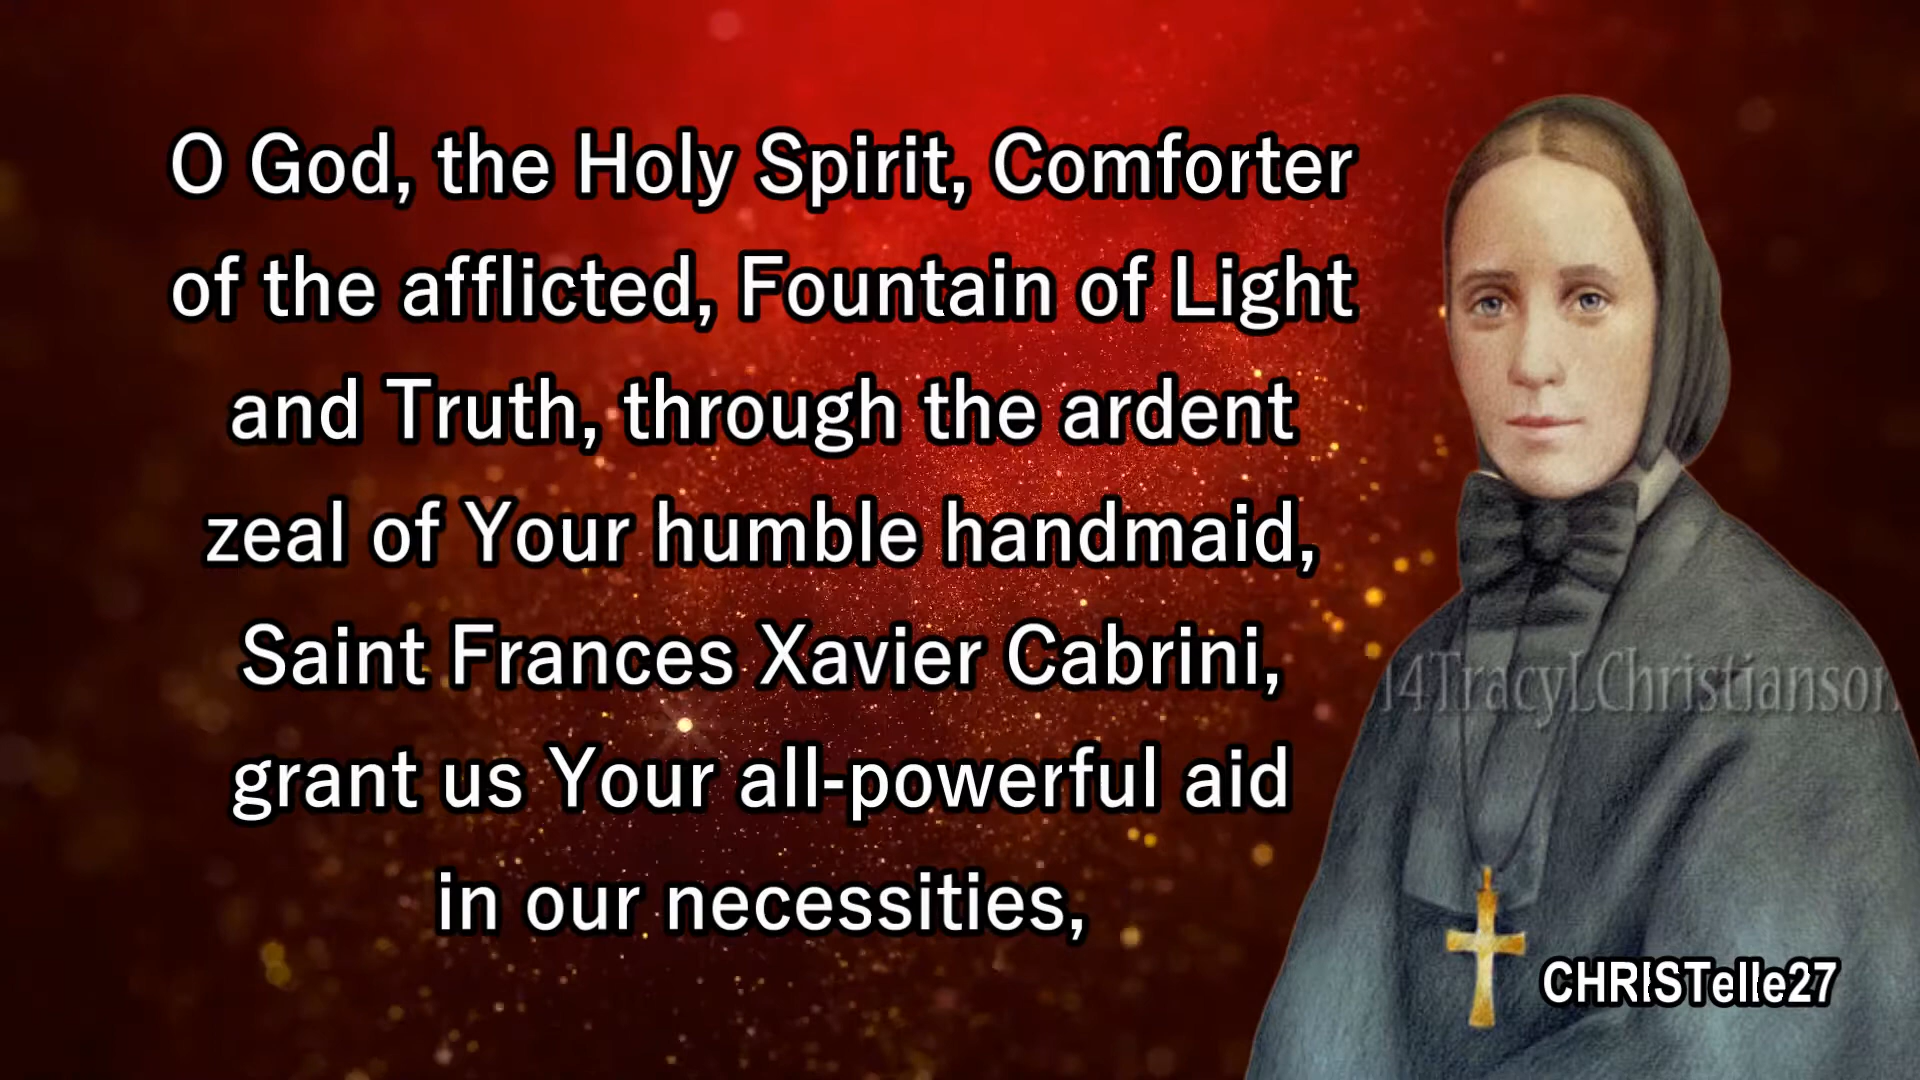 O God, the Holy Spirit, Comforter
of the afflicted, Fountain of Light
and Truth, through the ardent
zeal of Your humble handmaid,
Saint Frances Xavier Cabrini,
grant us Your all-powerful aid
in our necessities,
14TracyLChristianson
CHRISTelle27